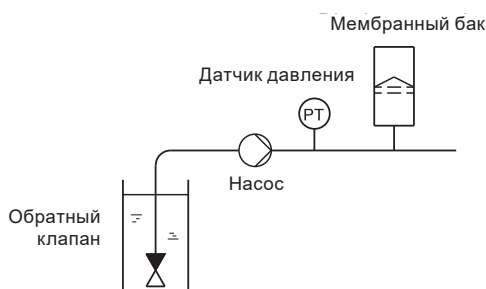 Мембранный бак
Датчик давления
PT
Насос
Обратный
клапан